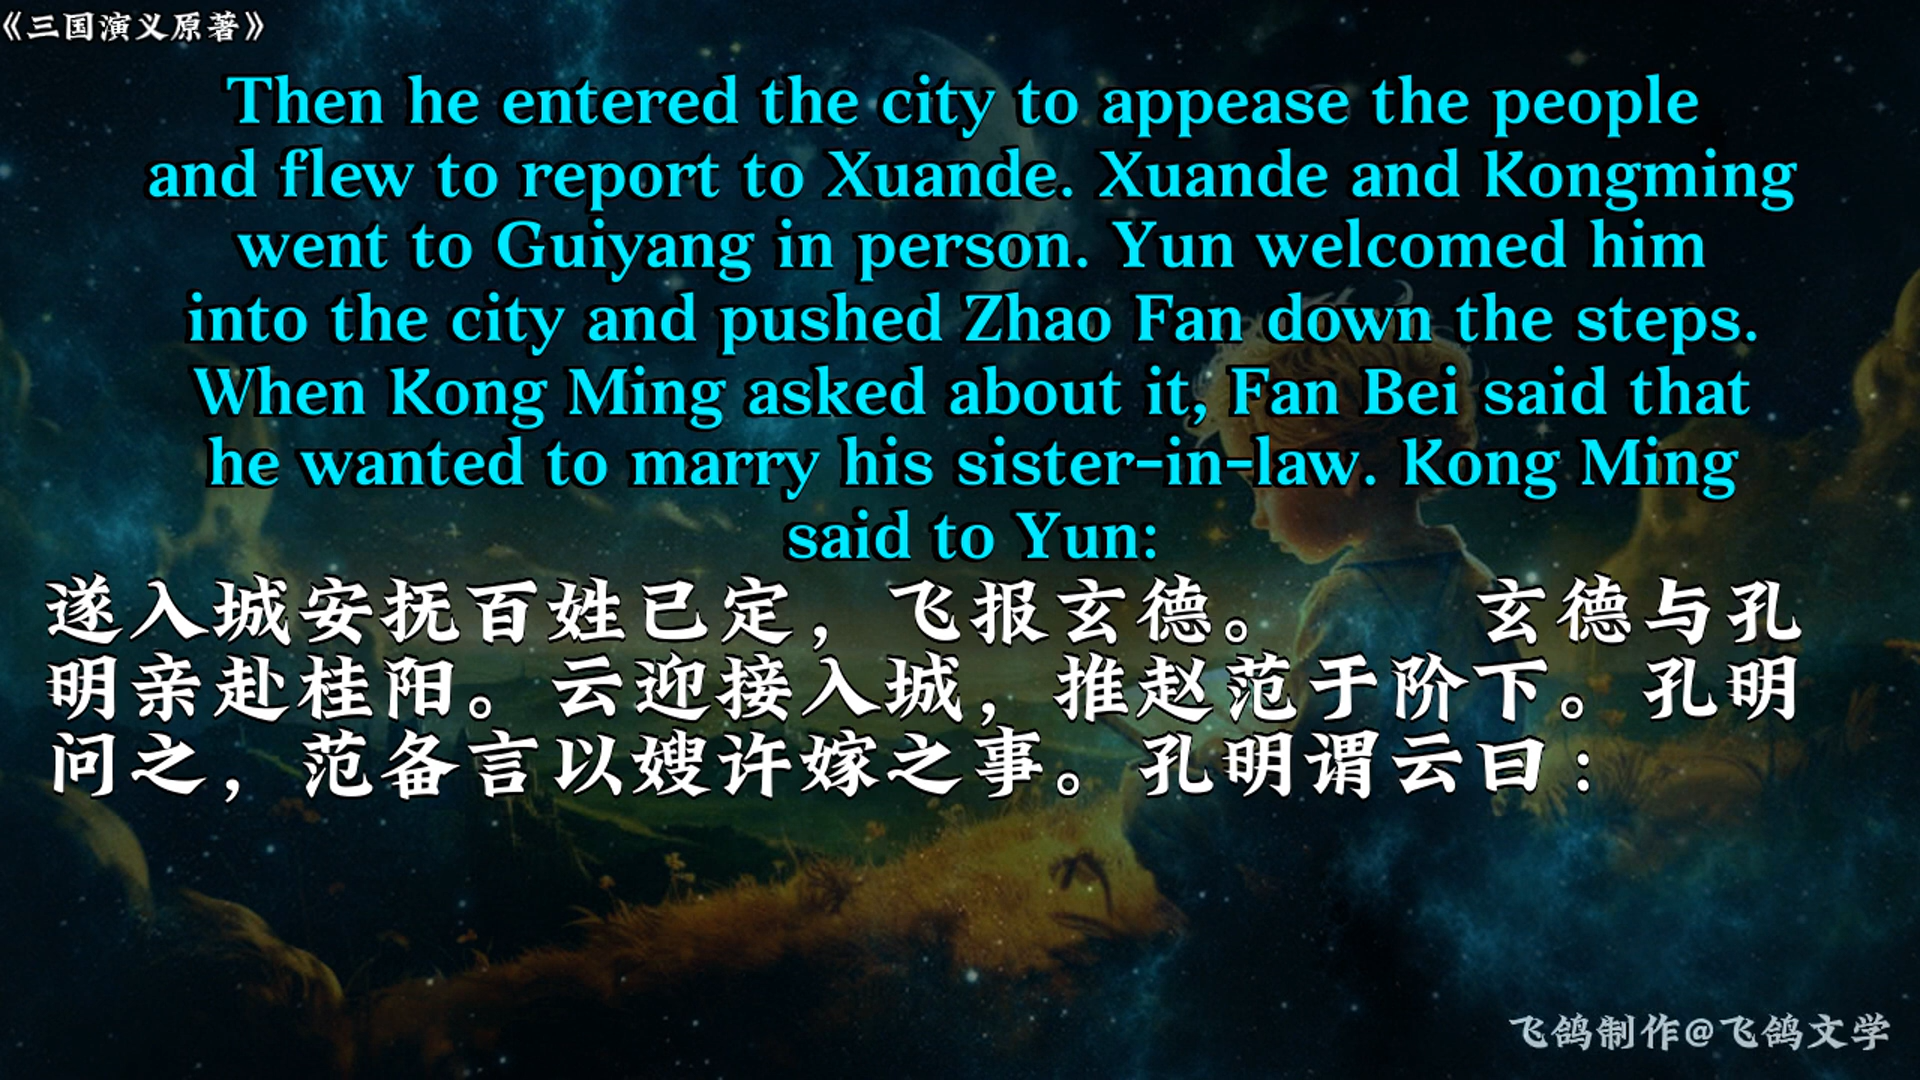 《三国演义原著》
Then he entered the city to appease the people
and flew to report to Xuande. Xuande and Kongming
went to Guiyang in person. Yun welcomed him
into the city and pushed Zhao Fan down the steps.
When Kong Ming asked about it, Fan Bei said that
he wanted to marry his sister-in-law. Kong Ming
said to Yun:
遂入城安抚百姓已定，飞报玄德。　　玄德与孔
明亲赴桂阳。云迎接入城，推赵范于阶下。孔明
问之，范备言以嫂许嫁之事。孔明谓云曰：
飞鸽制作@飞鸽文学